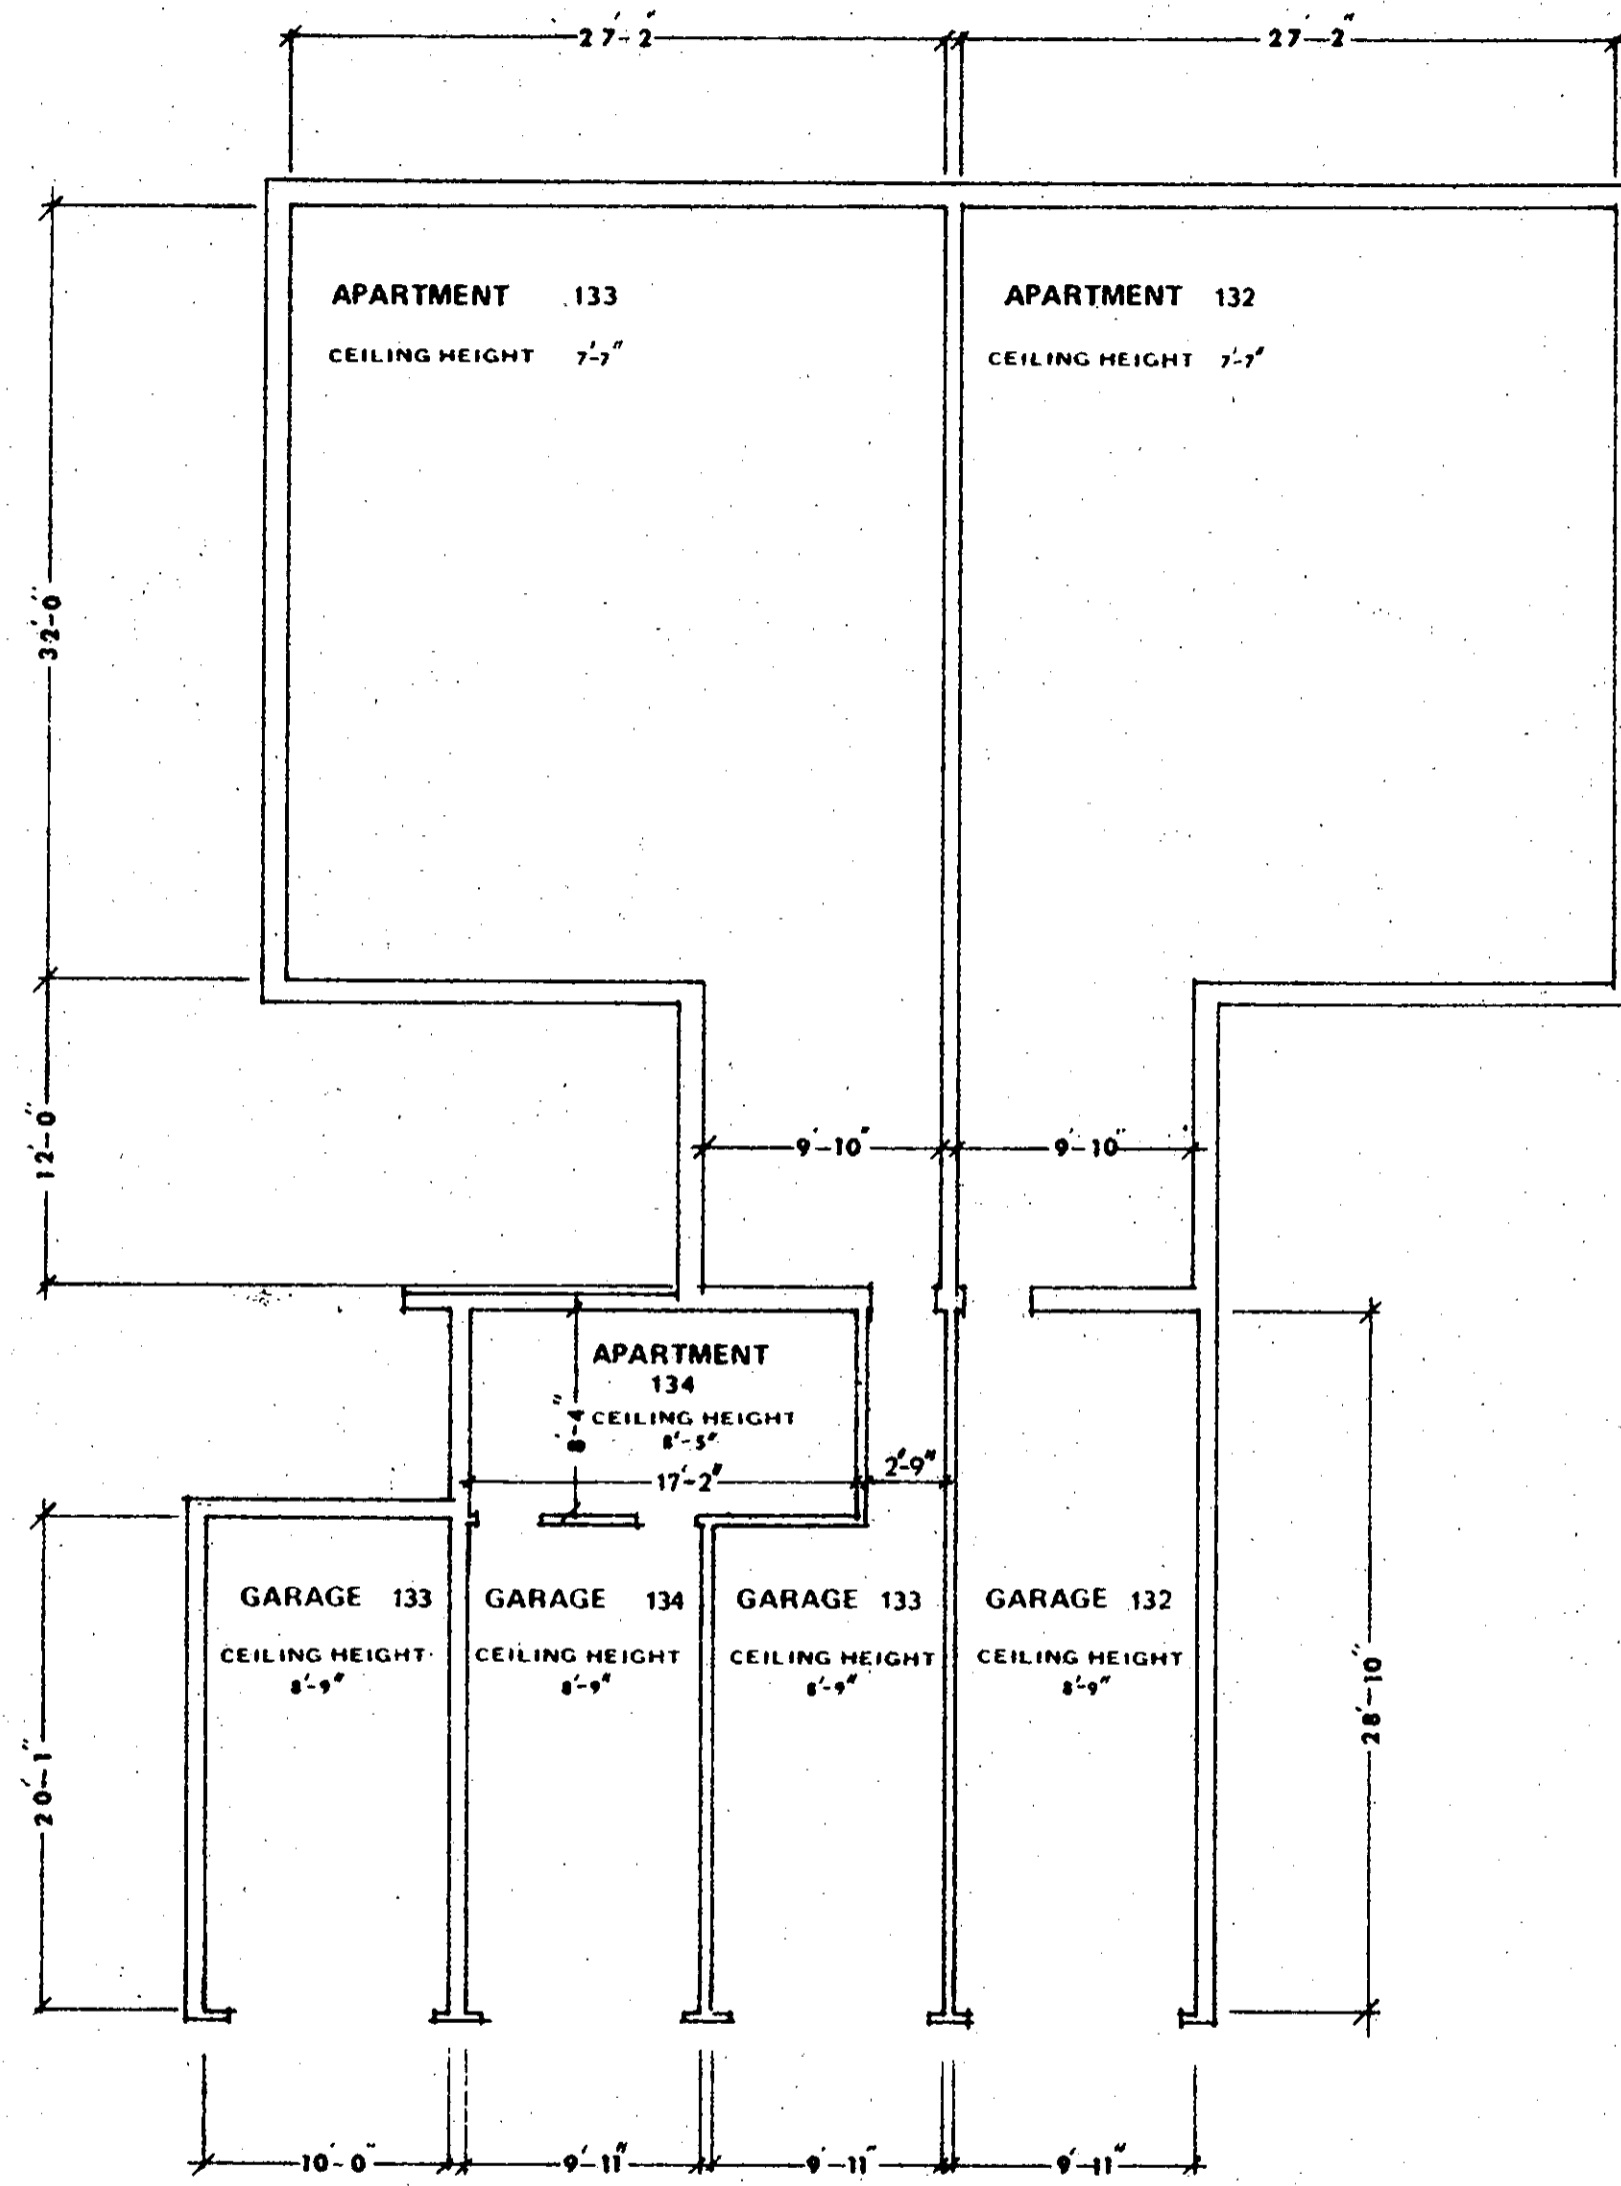 27'-2" 27'-2"
APARTMENT 133 APARTMENT 132
CEILING HEIGHT 7'-7" CEILING HEIGHT 7'-7"
32'-0"
12'-0"
9'-10" 9'-10"
APARTMENT
134
CEILING HEIGHT
8'-5"
8'-4"
17'-2" 2'-9"
GARAGE 133 GARAGE 134 GARAGE 133 GARAGE 132
CEILING HEIGHT CEILING HEIGHT CEILING HEIGHT CEILING HEIGHT
8'-9" 8'-9" 8'-9" 8'-9"
20'-1"
28'-10"
10'-0" 9'-11" 9'-11" 9'-11"